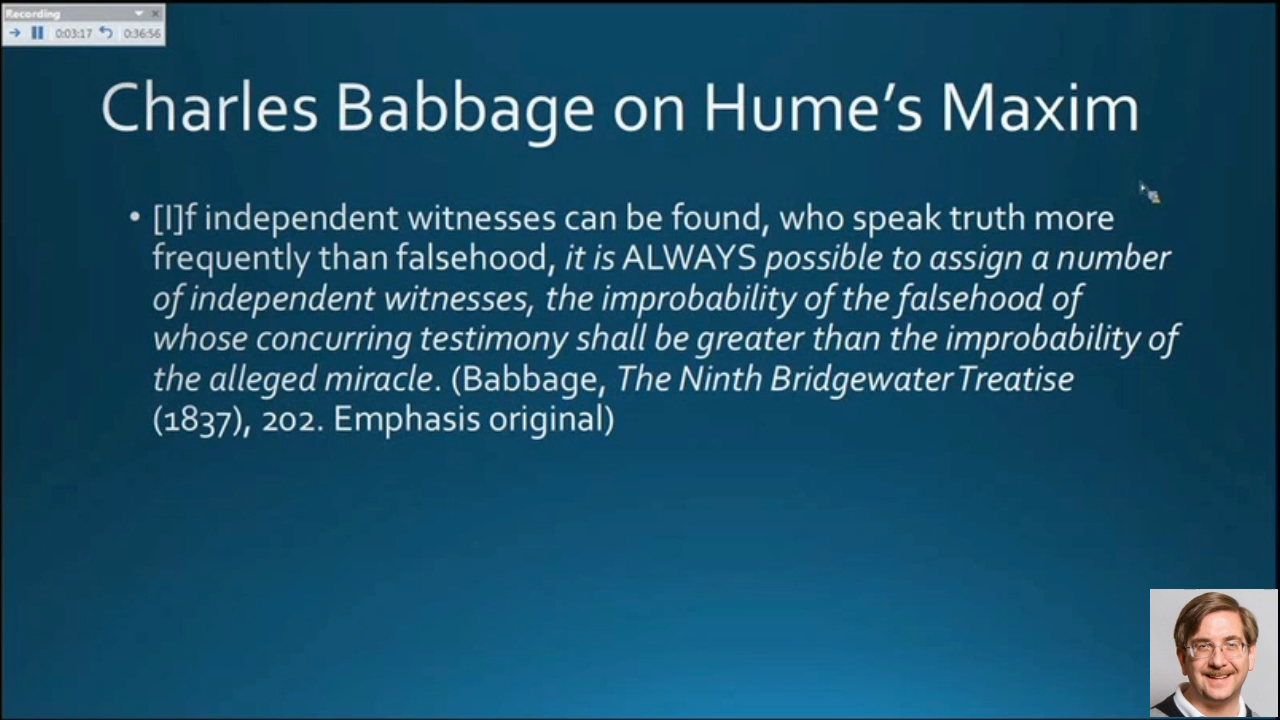 Recording
0:03:17 0:36:56
Charles Babbage on Hume's Maxim
• [I]f independent witnesses can be found, who speak truth more
frequently than falsehood, it is ALWAYS possible to assign a number
of independent witnesses, the improbability of the falsehood of
whose concurring testimony shall be greater than the improbability of
the alleged miracle. (Babbage, The Ninth Bridgewater Treatise
(1837), 202. Emphasis original)